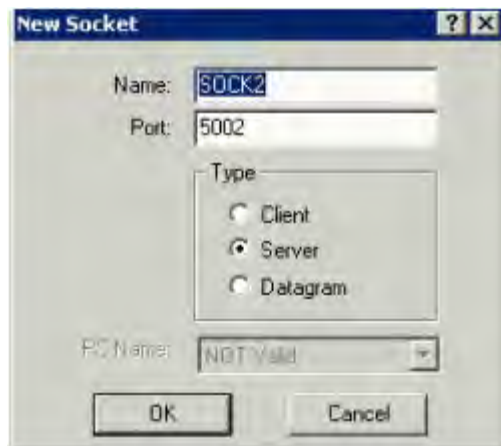 New Socket
Name: SOCK2
Port: 5002
Type
Client
Server
Datagram
PC Name: NOT Valid
OK Cancel